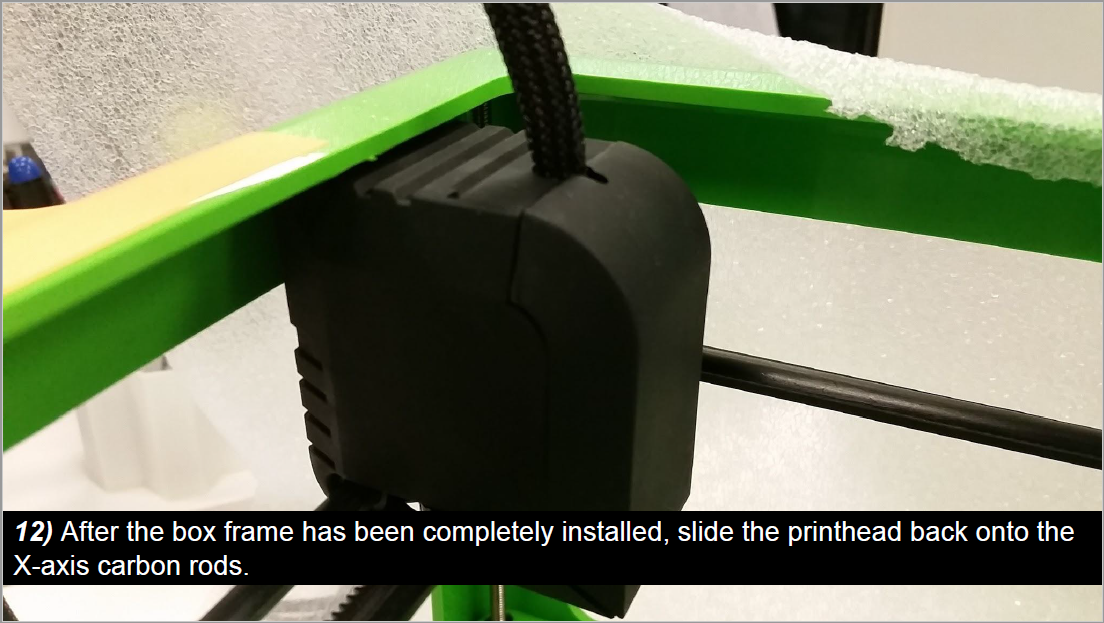 12) After the box frame has been completely installed, slide the printhead back onto the
X-axis carbon rods.